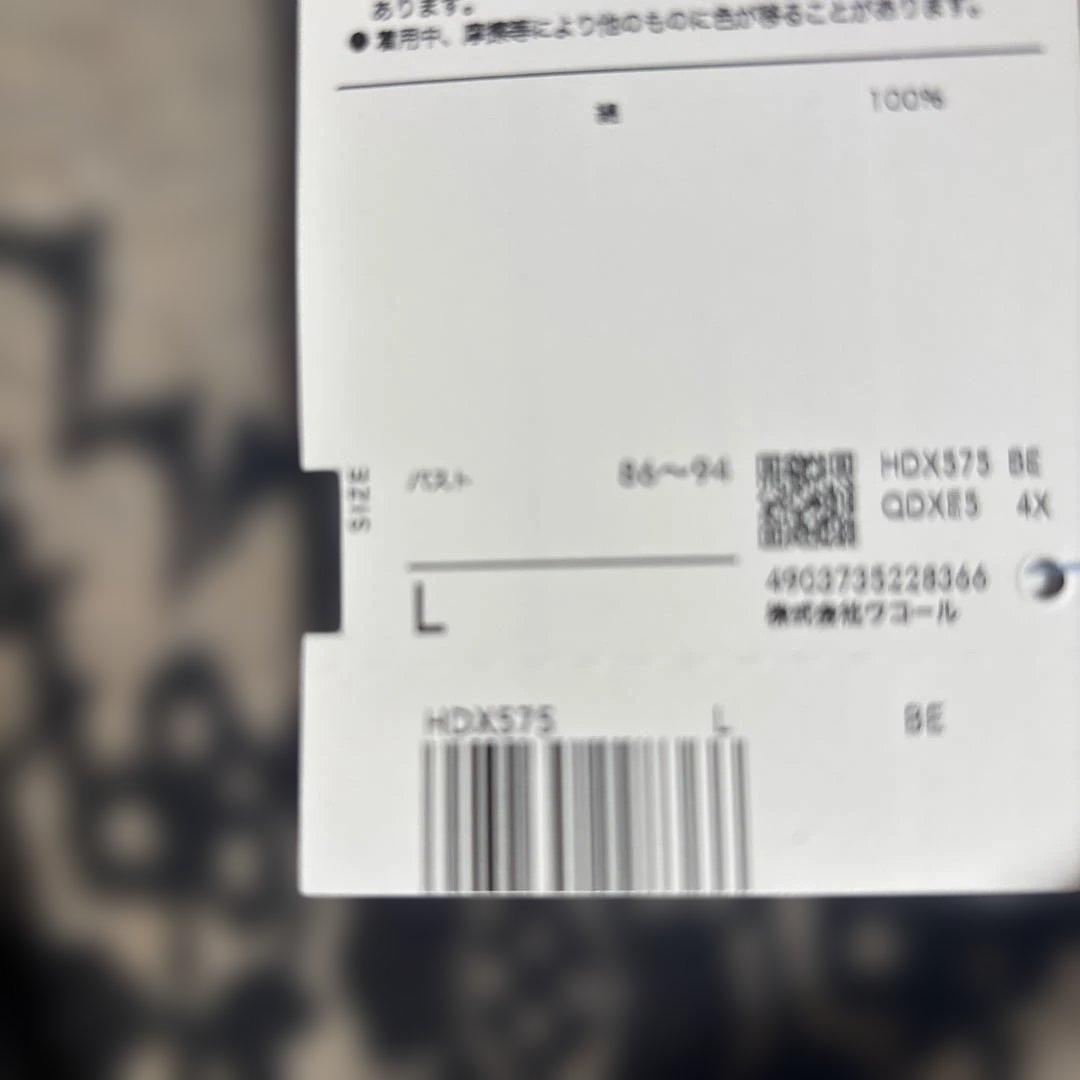 あります。
●着用中、摩擦等により他のものに色が移ることがあります。
綿 100%
SIZE
バスト 86〜94
L
HDX575 BE
QDXE5 4X
4903735228366
株式会社ワコール
HDX575 L BE